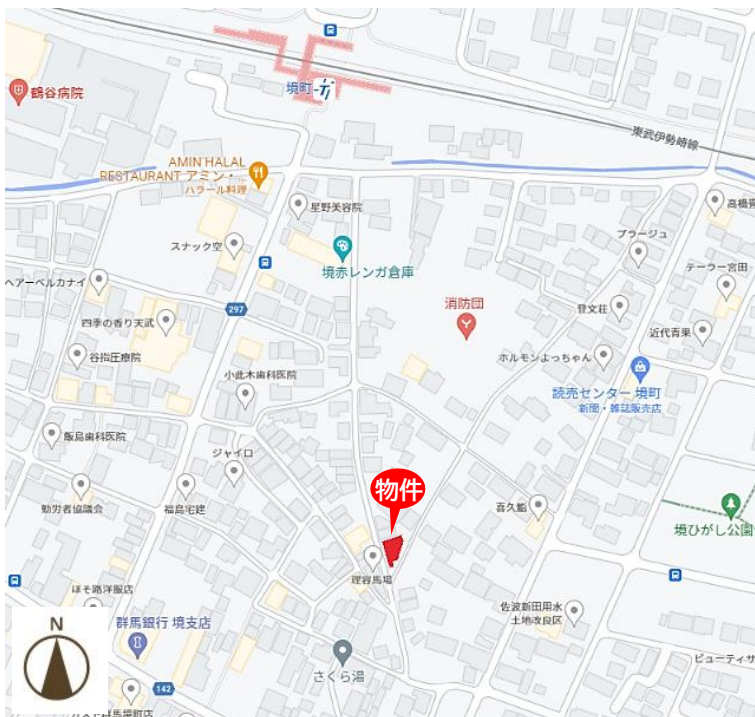 境町
東武伊勢崎線
鶴谷病院
AMIN HALAL
RESTAURANT アミン・...
ハラール料理
星野美容院
スナック空
境赤レンガ倉庫
ヘアーベルカナイ
297
四季の香り天武
谷指圧療院
小此木歯科医院
消防団
プラージュ
テーラー宮田
登文荘
近代青果
ホルモンよっちゃん
読売センター 境町
新聞・雑誌販売店
飯島歯科医院
ジャイロ
勤労者協議会
福島宅建
物件
喜久鮨
境ひがし公園
理容馬場
ほそ路洋服店
群馬銀行 境支店
佐波新田用水
土地改良区
さくら湯
ビューティサ
142
N